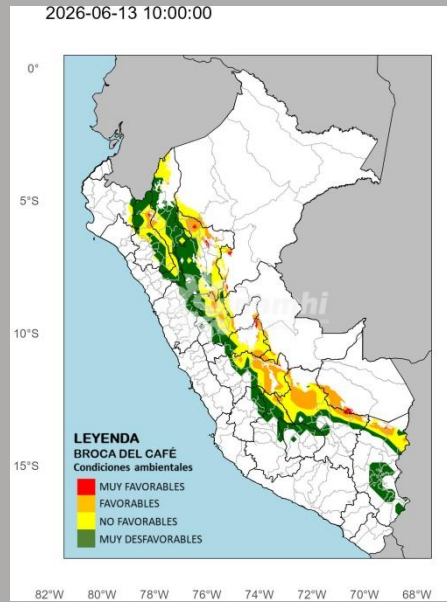 2026-06-13 10:00:00
0°
5°S
10°S
15°S
senamhi
LEYENDA
BROCA DEL CAFÉ
Condiciones ambientales
MUY FAVORABLES
FAVORABLES
NO FAVORABLES
MUY DESFAVORABLES
82°W 80°W 78°W 76°W 74°W 72°W 70°W 68°W